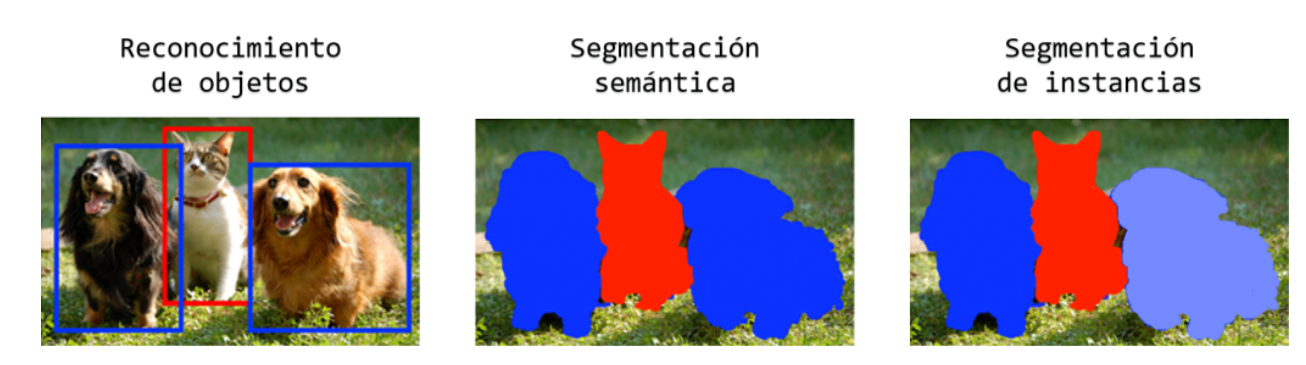 Reconocimiento
de objetos
Segmentación
semántica
Segmentación
de instancias